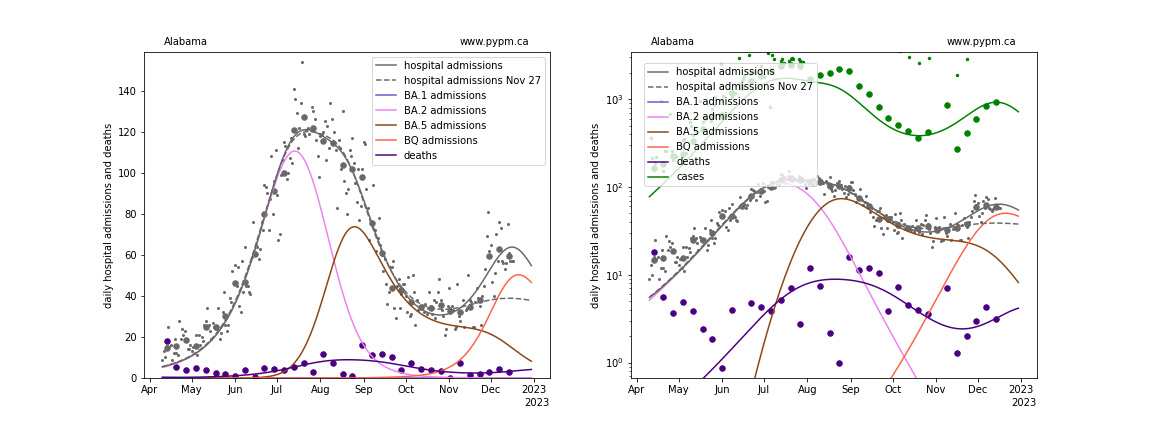 Alabama www.pypm.ca
daily hospital admissions and deaths
140
120
100
80
60
40
20
0
hospital admissions
hospital admissions Nov 27
BA.1 admissions
BA.2 admissions
BA.5 admissions
BQ admissions
deaths
Apr May Jun Jul Aug Sep Oct Nov Dec 2023
2023
Alabama www.pypm.ca
daily hospital admissions and deaths
10³
10²
10¹
10⁰
hospital admissions
hospital admissions Nov 27
BA.1 admissions
BA.2 admissions
BA.5 admissions
BQ admissions
deaths
cases
Apr May Jun Jul Aug Sep Oct Nov Dec 2023
2023